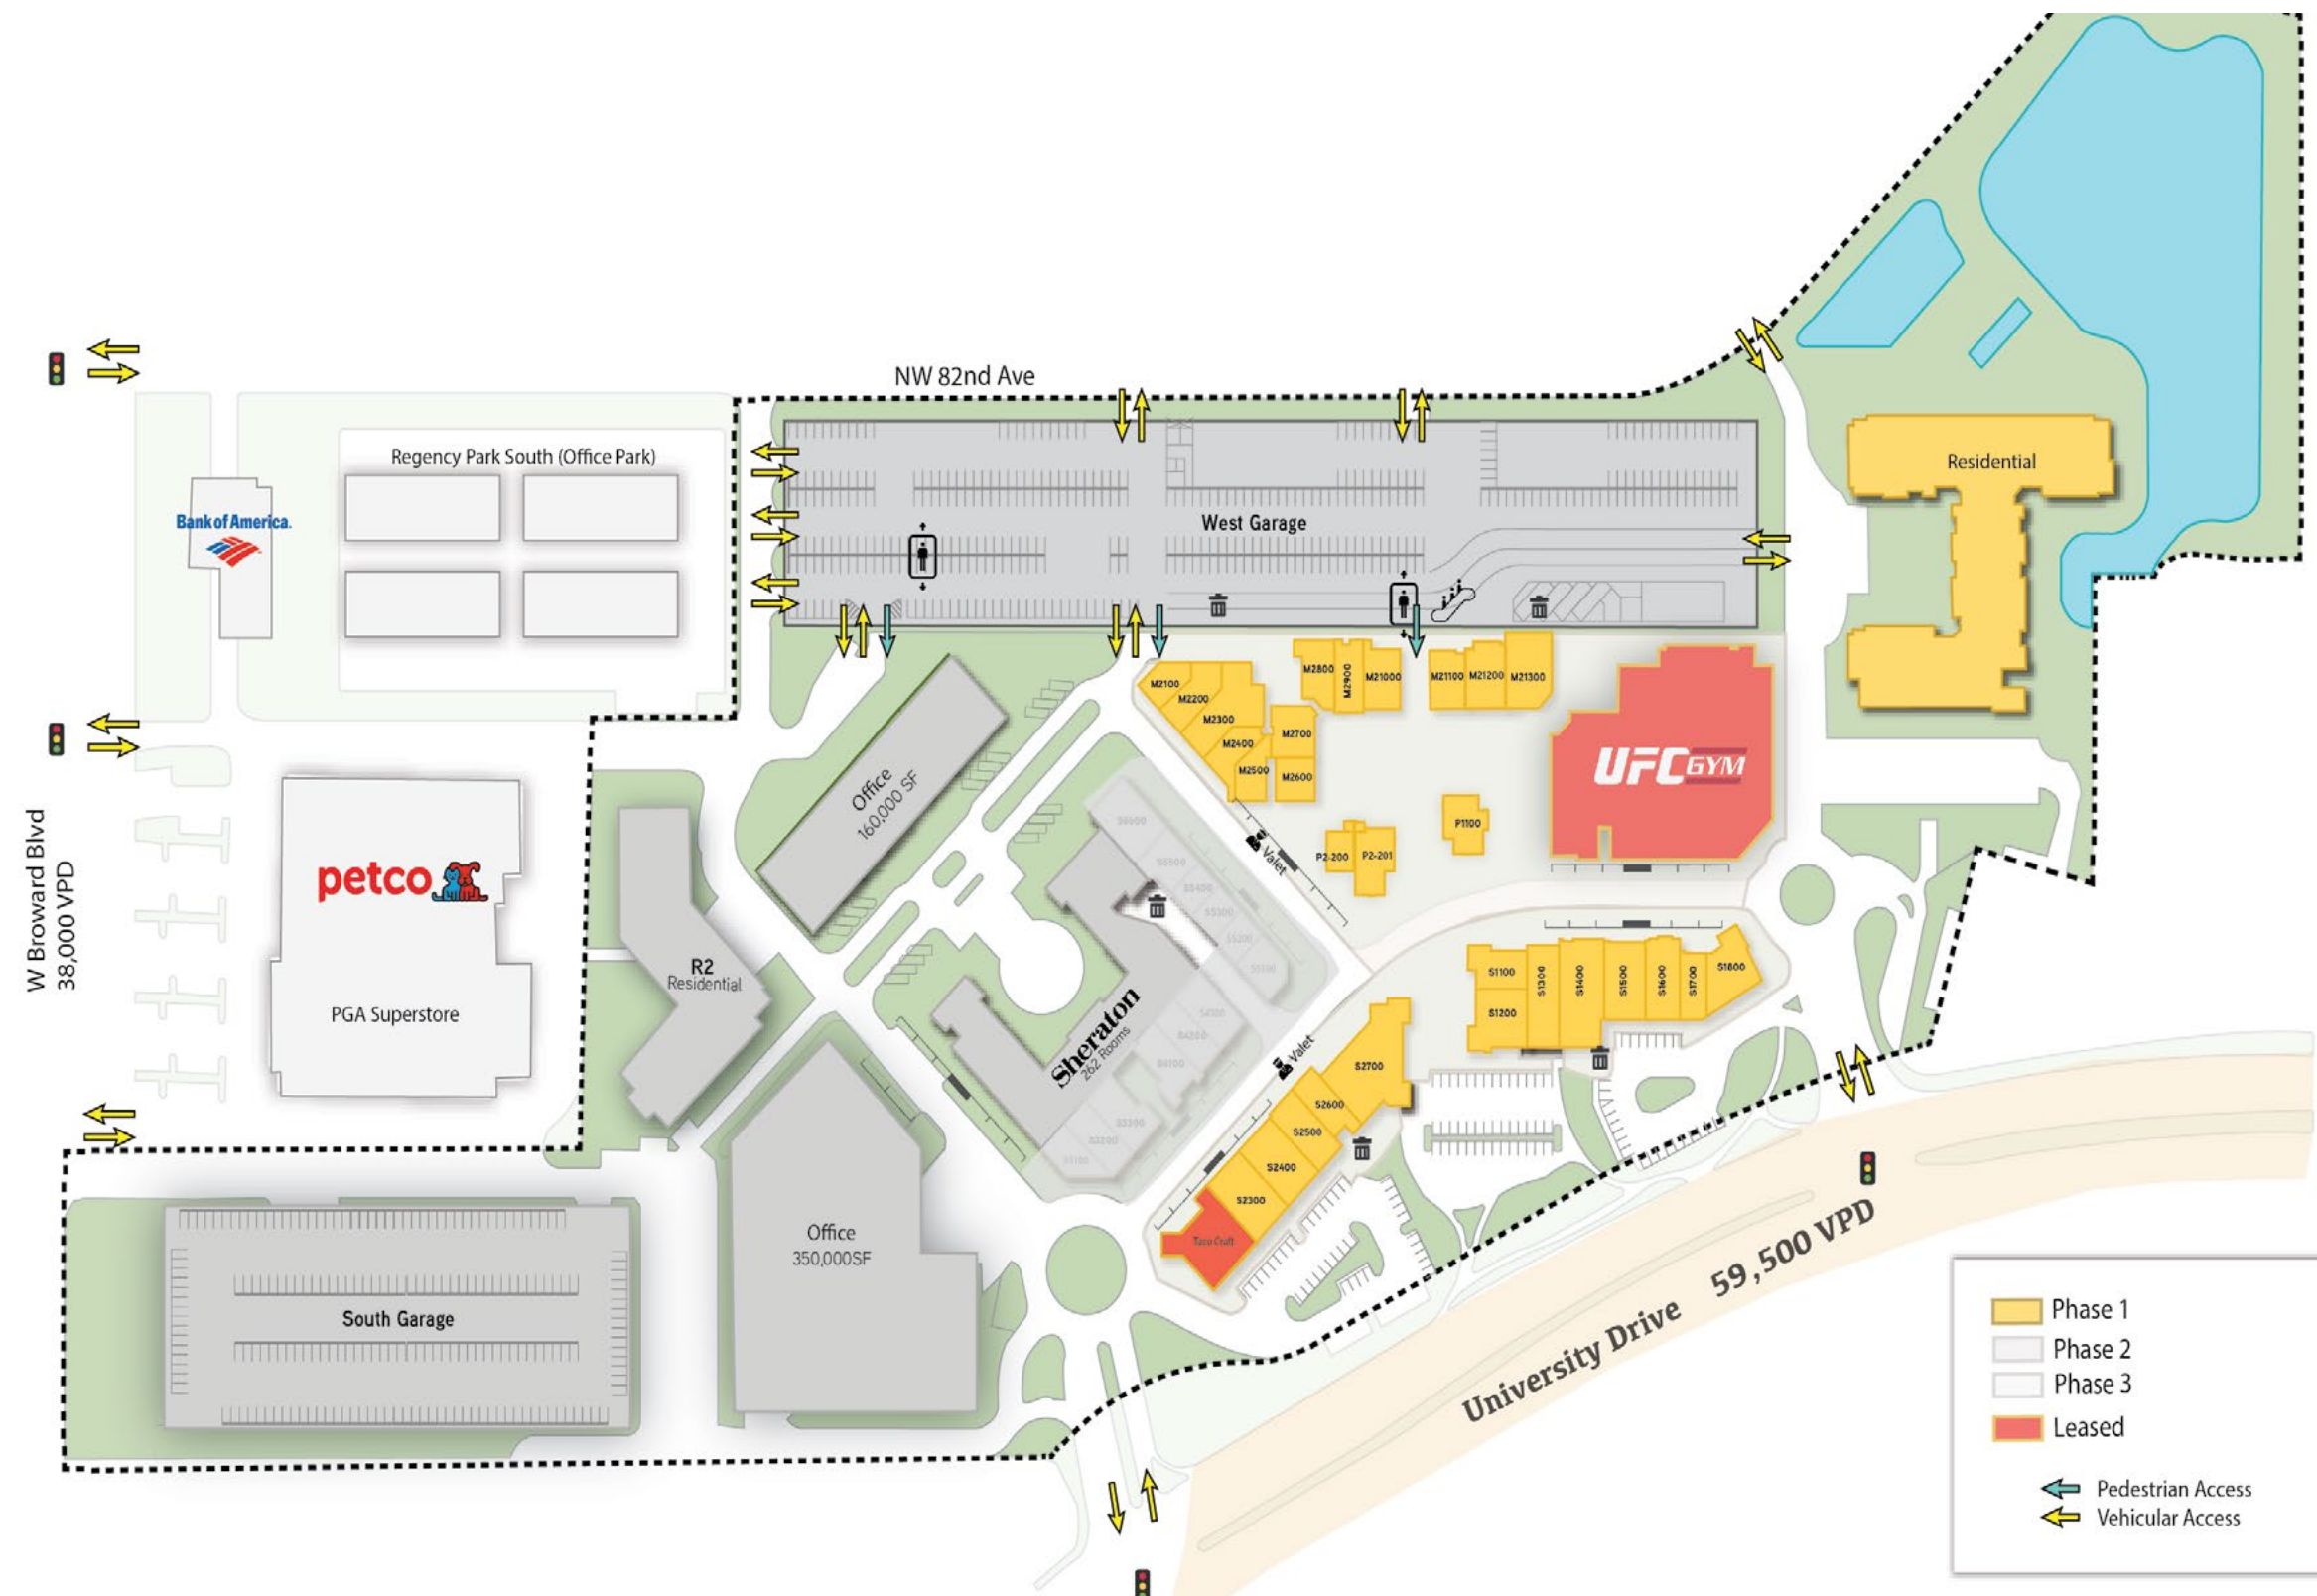 NW 82nd Ave
Regency Park South (Office Park)
Bank of America.
West Garage
Residential
M2100
M2200
M2300
M2400
M2500
M2600
M2700
M2800
M2900
M21000
M21100
M21200
M21300
UFC GYM
P1100
P2-200
P2-201
Valet
Office
160,000 SF
W Broward Blvd
38,000 VPD
petco
PGA Superstore
R2
Residential
Sheraton
262 Rooms
S5400
S5300
S5200
S4200
S1100
S1200
S1300
S1400
S1500
S1600
S1700
S1800
Valet
S2700
S2600
S2500
S2400
S2300
Taco Craft
Office
350,000SF
South Garage
University Drive 59,500 VPD
Phase 1
Phase 2
Phase 3
Leased
Pedestrian Access
Vehicular Access